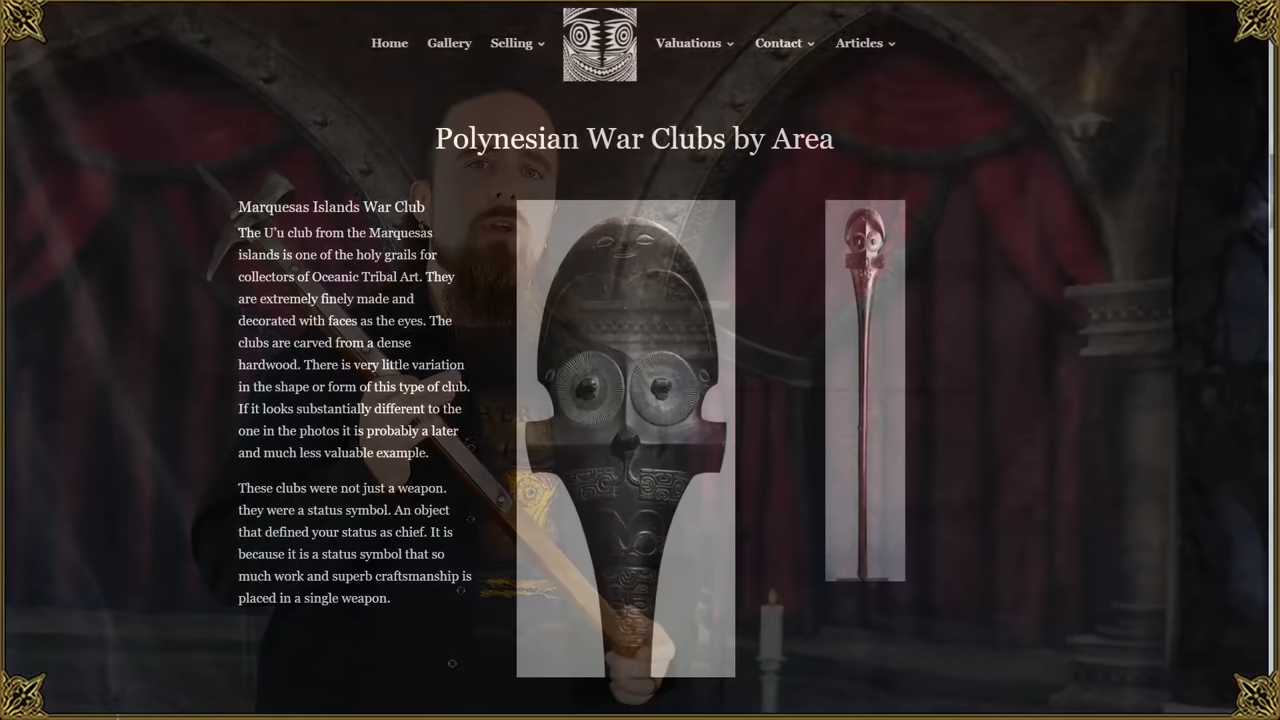 Home Gallery Selling Valuations Contact Articles
Polynesian War Clubs by Area
Marquesas Islands War Club
The U'u club from the Marquesas
islands is one of the holy grails for
collectors of Oceanic Tribal Art. They
are extremely finely made and
decorated with faces as the eyes. The
clubs are carved from a dense
hardwood. There is very little variation
in the shape or form of this type of club.
If it looks substantially different to the
one in the photos it is probably a later
and much less valuable example.
These clubs were not just a weapon.
they were a status symbol. An object
that defined your status as chief. It is
because it is a status symbol that so
much work and superb craftsmanship is
placed in a single weapon.